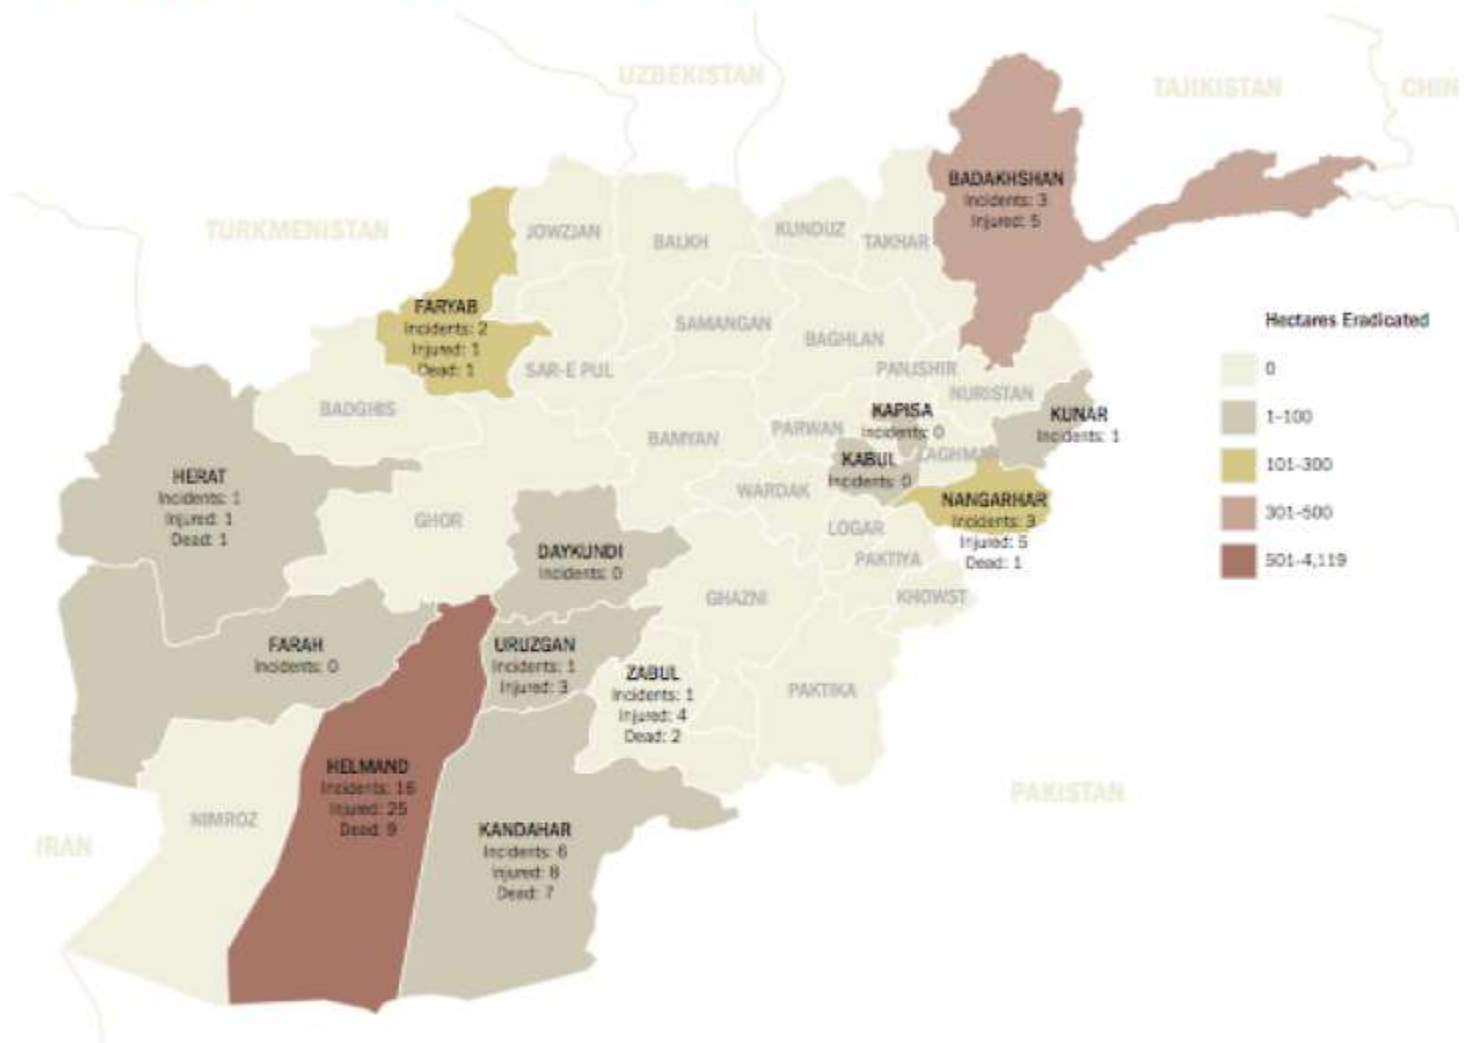 UZBEKISTAN
TAJIKISTAN
CHIN
TURKMENISTAN
BADAKHSHAN
Incidents: 3
Injured: 5
JOWZJAN
BALKH
KUNDUZ
TAKHAR
FARYAB
Incidents: 2
Injured: 1
Dead: 1
SAMANGAN
BAGHLAN
SAR-E PUL
PANJSHIR
NURISTAN
BADGHIS
BAMYAN
PARWAN
KAPISA
Incidents: 0
KUNAR
Incidents: 1
LAGHMAN
KABUL
Incidents: 0
HERAT
Incidents: 1
Injured: 1
Dead: 1
GHOR
WARDAK
NANGARHAR
Incidents: 3
Injured: 5
Dead: 1
LOGAR
PAKTIYA
DAYKUNDI
Incidents: 0
GHAZNI
KHOWST
FARAH
Incidents: 0
URUZGAN
Incidents: 1
Injured: 3
ZABUL
Incidents: 1
Injured: 4
Dead: 2
PAKTIKA
HELMAND
Incidents: 16
Injured: 25
Dead: 9
NIMROZ
KANDAHAR
Incidents: 6
Injured: 8
Dead: 7
IRAN
PAKISTAN
Hectares Eradicated
0
1-100
101-300
301-500
501-4,119